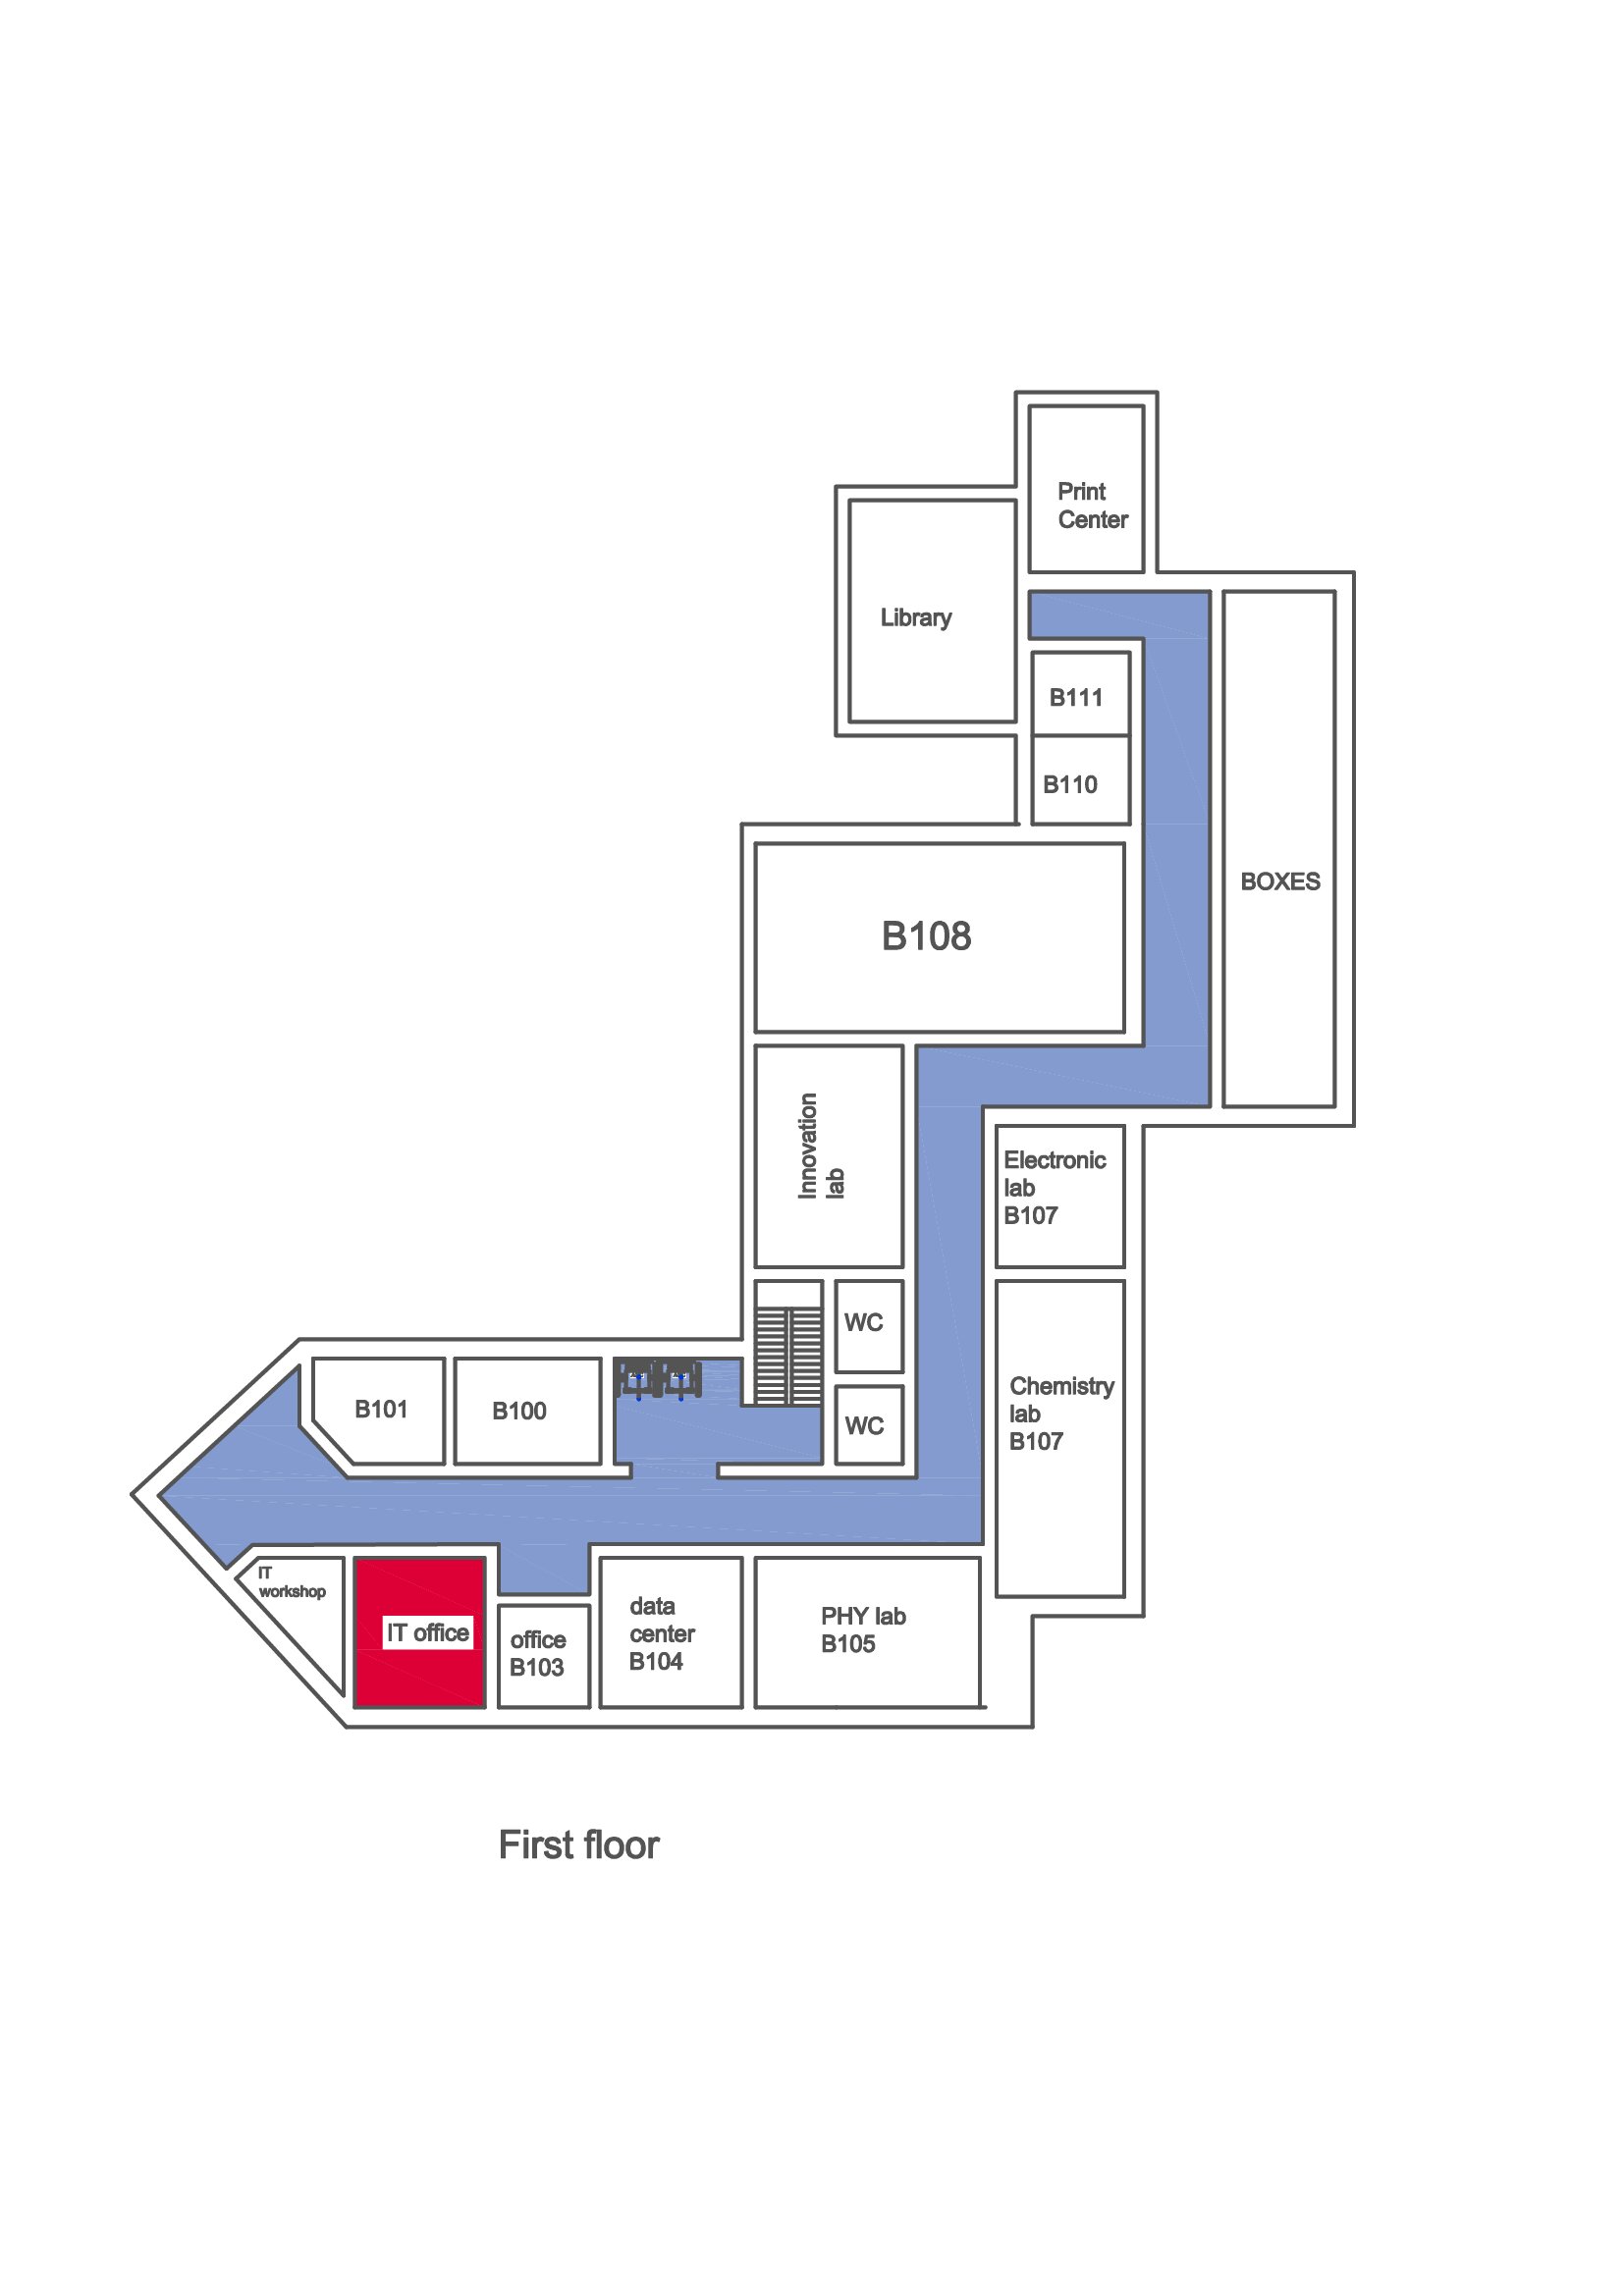 Print
Center
Library
B111
B110
BOXES
B108
Innovation
lab
Electronic
lab
B107
WC
Chemistry
lab
B107
B101
B100
WC
IT
workshop
IT office
office
B103
data
center
B104
PHY lab
B105
First floor